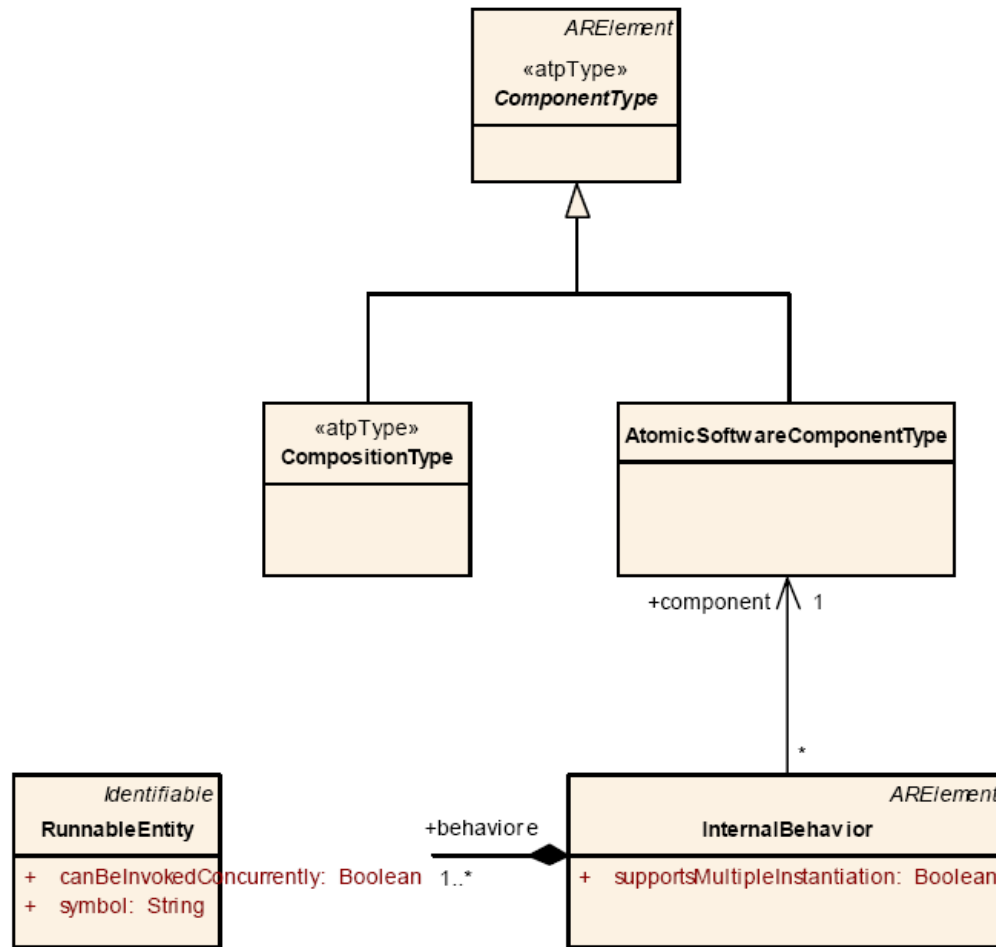 ARElement
«atpType»
ComponentType
«atpType»
CompositionType
AtomicSoftwareComponentType
+component 1
*
Identifiable
RunnableEntity
+ canBeInvokedConcurrently: Boolean
+ symbol: String
+behaviore
1..*
ARElement
InternalBehavior
+ supportsMultipleInstantiation: Boolean